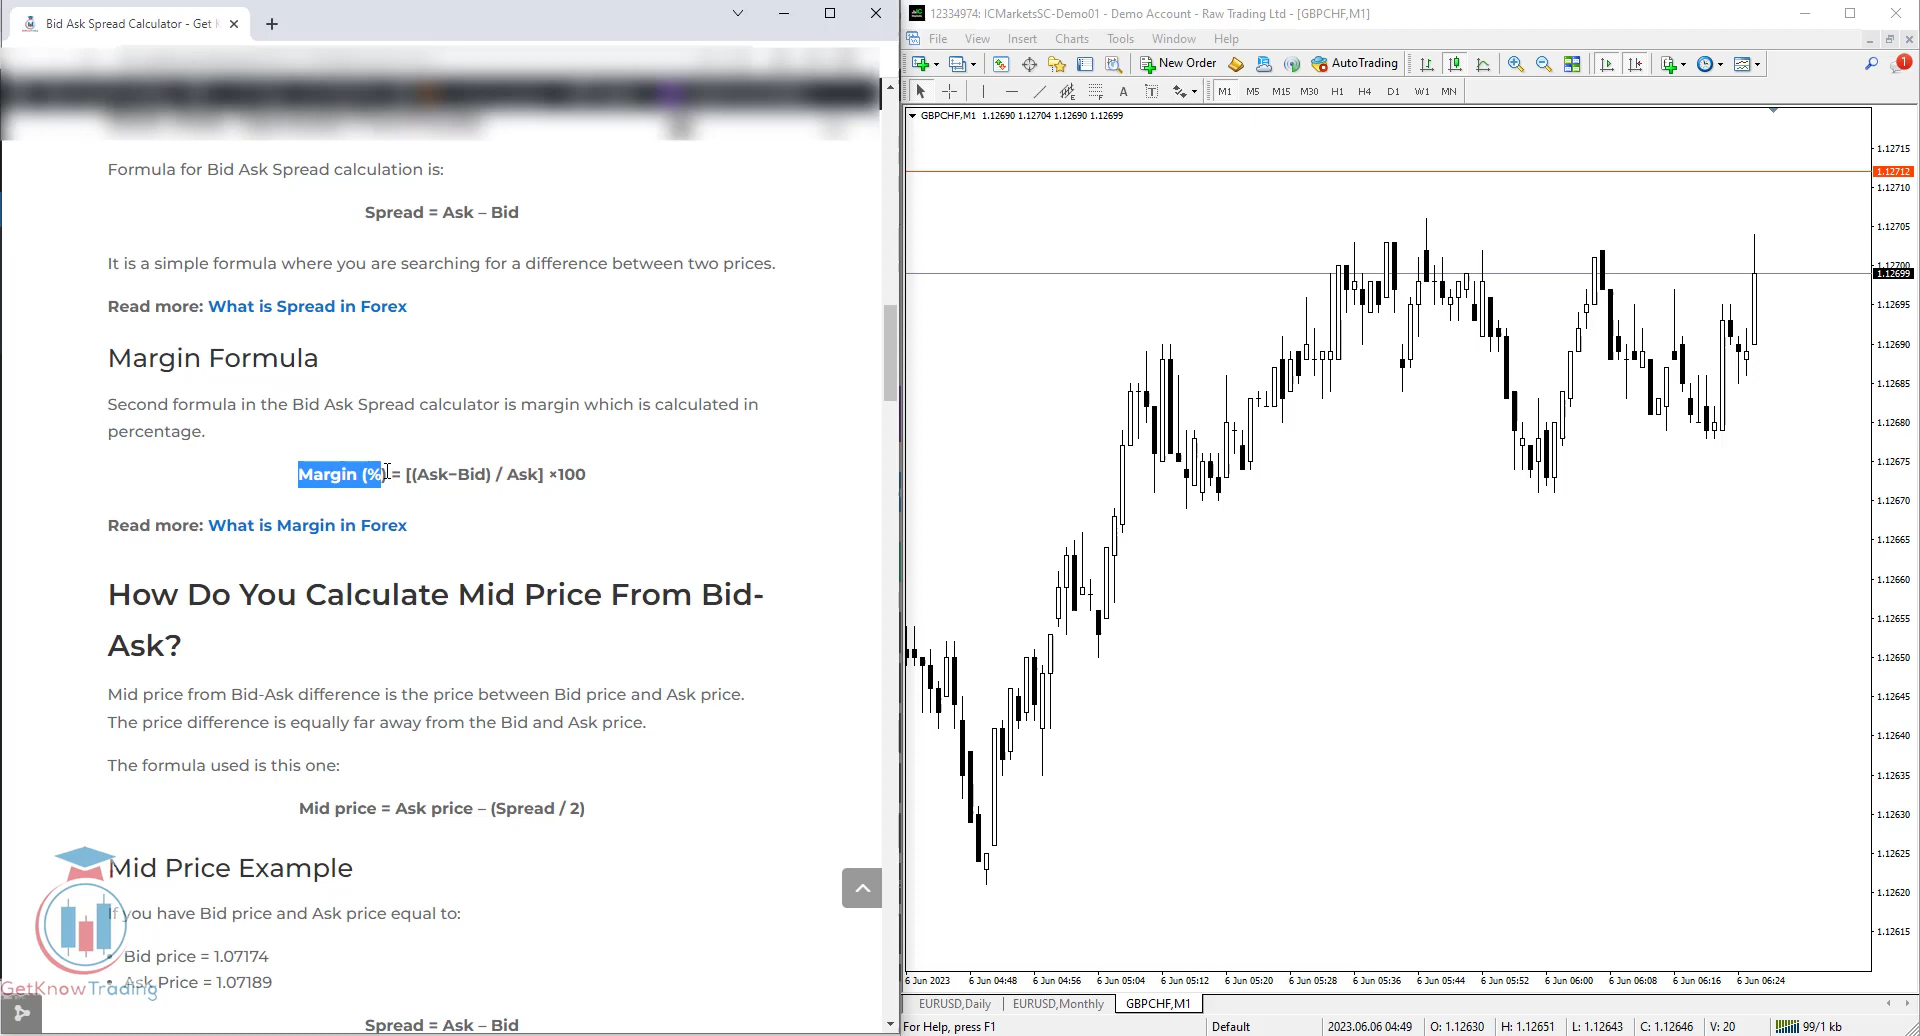 Bid Ask Spread Calculator - Get K
Formula for Bid Ask Spread calculation is:
Spread = Ask – Bid
It is a simple formula where you are searching for a difference between two prices.
Read more: What is Spread in Forex
Margin Formula
Second formula in the Bid Ask Spread calculator is margin which is calculated in
percentage.
Margin (%) = [(Ask−Bid) / Ask] ×100
Read more: What is Margin in Forex
How Do You Calculate Mid Price From Bid-
Ask?
Mid price from Bid-Ask difference is the price between Bid price and Ask price.
The price difference is equally far away from the Bid and Ask price.
The formula used is this one:
Mid price = Ask price – (Spread / 2)
Mid Price Example
If you have Bid price and Ask price equal to:
Bid price = 1.07174
Ask Price = 1.07189
GetKnowTrading
Spread = Ask – Bid
12334974: ICMarketsSC-Demo01 - Demo Account - Raw Trading Ltd - [GBPCHF,M1]
File View Insert Charts Tools Window Help
New Order AutoTrading 1
A T M1 M5 M15 M30 H1 H4 D1 W1 MN
GBPCHF,M1 1.12690 1.12704 1.12690 1.12699
1.12715
1.12712
1.12710
1.12705
1.12700
1.12699
1.12695
1.12690
1.12685
1.12680
1.12675
1.12670
1.12665
1.12660
1.12655
1.12650
1.12645
1.12640
1.12635
1.12630
1.12625
1.12620
1.12615
6 Jun 2023 6 Jun 04:48 6 Jun 04:56 6 Jun 05:04 6 Jun 05:12 6 Jun 05:20 6 Jun 05:28 6 Jun 05:36 6 Jun 05:44 6 Jun 05:52 6 Jun 06:00 6 Jun 06:08 6 Jun 06:16 6 Jun 06:24
EURUSD,Daily EURUSD,Monthly GBPCHF,M1
For Help, press F1 Default 2023.06.06 04:49 O: 1.12630 H: 1.12651 L: 1.12643 C: 1.12646 V: 20 99/1 kb